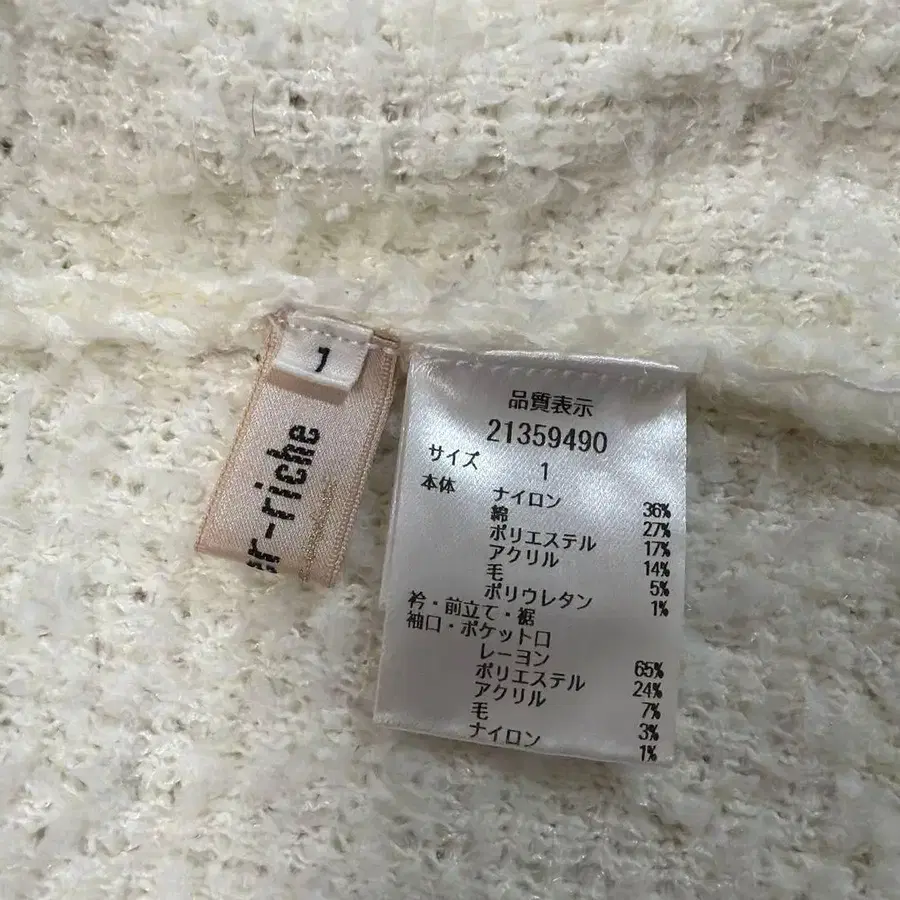 1
er-riche
品質表示
21359490
サイズ 1
本体 ナイロン 36%
綿 27%
ポリエステル 17%
アクリル 14%
毛 5%
ポリウレタン 1%
衿・前立て・裾
袖口・ポケット口
レーヨン 65%
ポリエステル 24%
アクリル 7%
毛 3%
ナイロン 1%